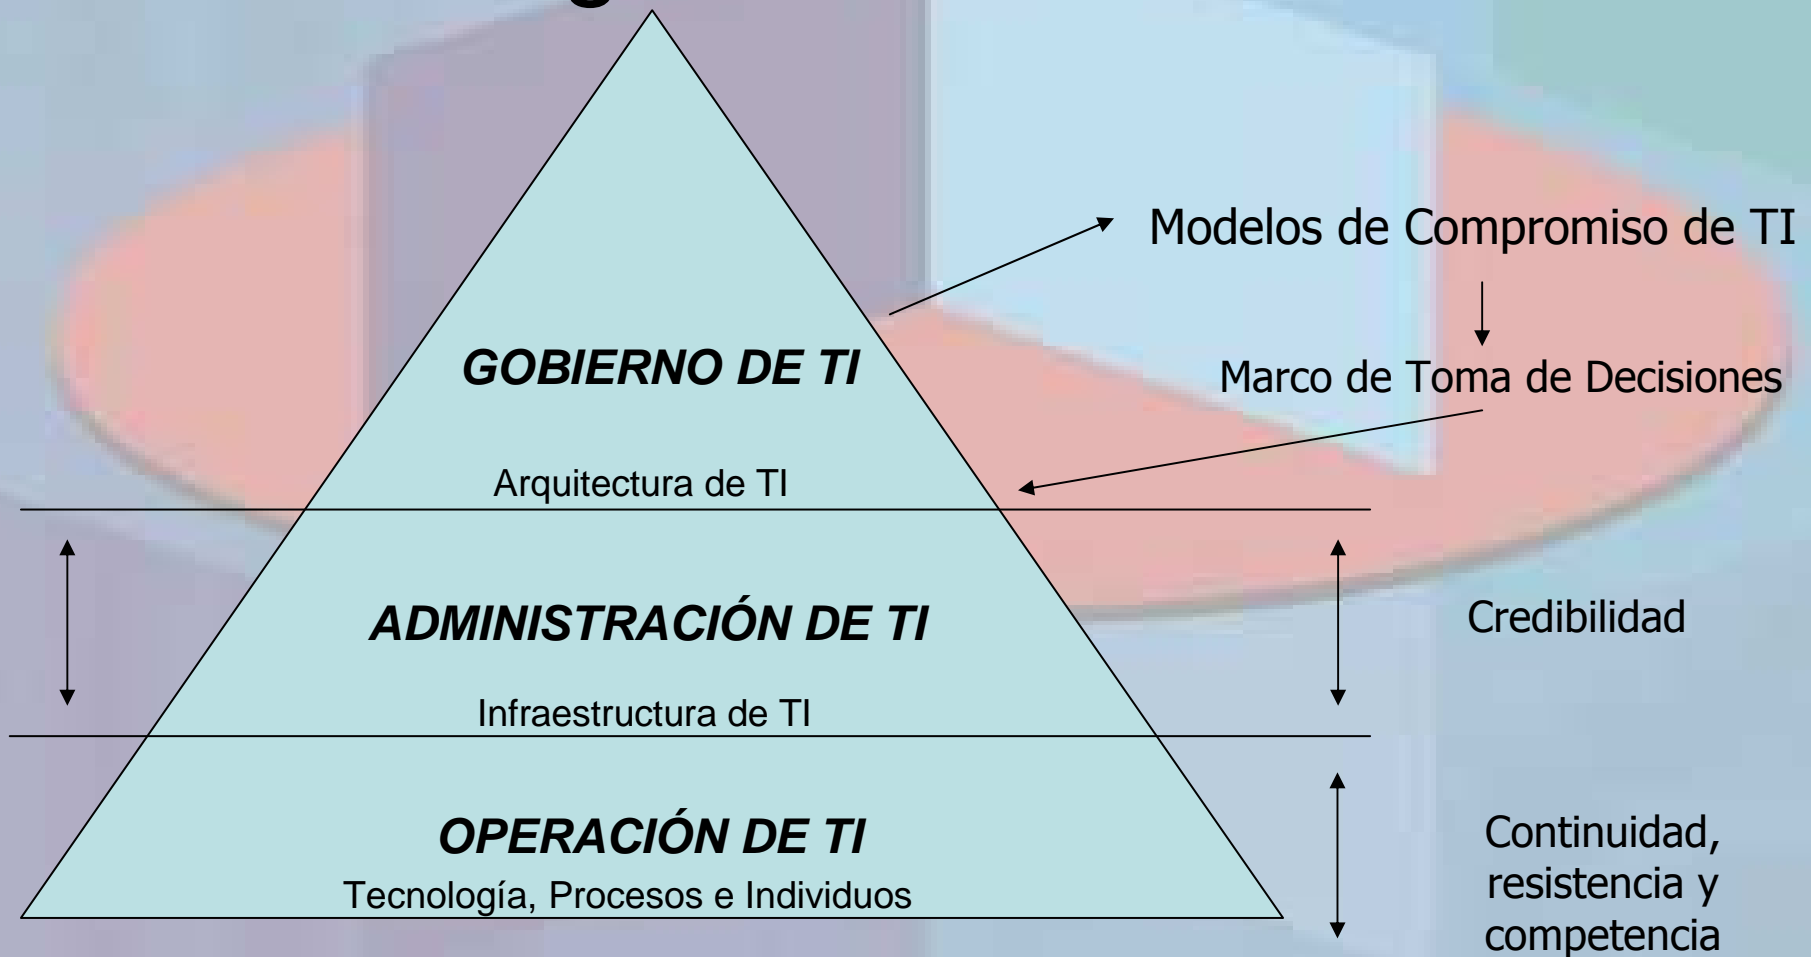 Modelos de Compromiso de TI
GOBIERNO DE TI
Marco de Toma de Decisiones
Arquitectura de TI
ADMINISTRACIÓN DE TI
Credibilidad
Infraestructura de TI
OPERACIÓN DE TI
Tecnología, Procesos e Individuos
Continuidad,
resistencia y
competencia